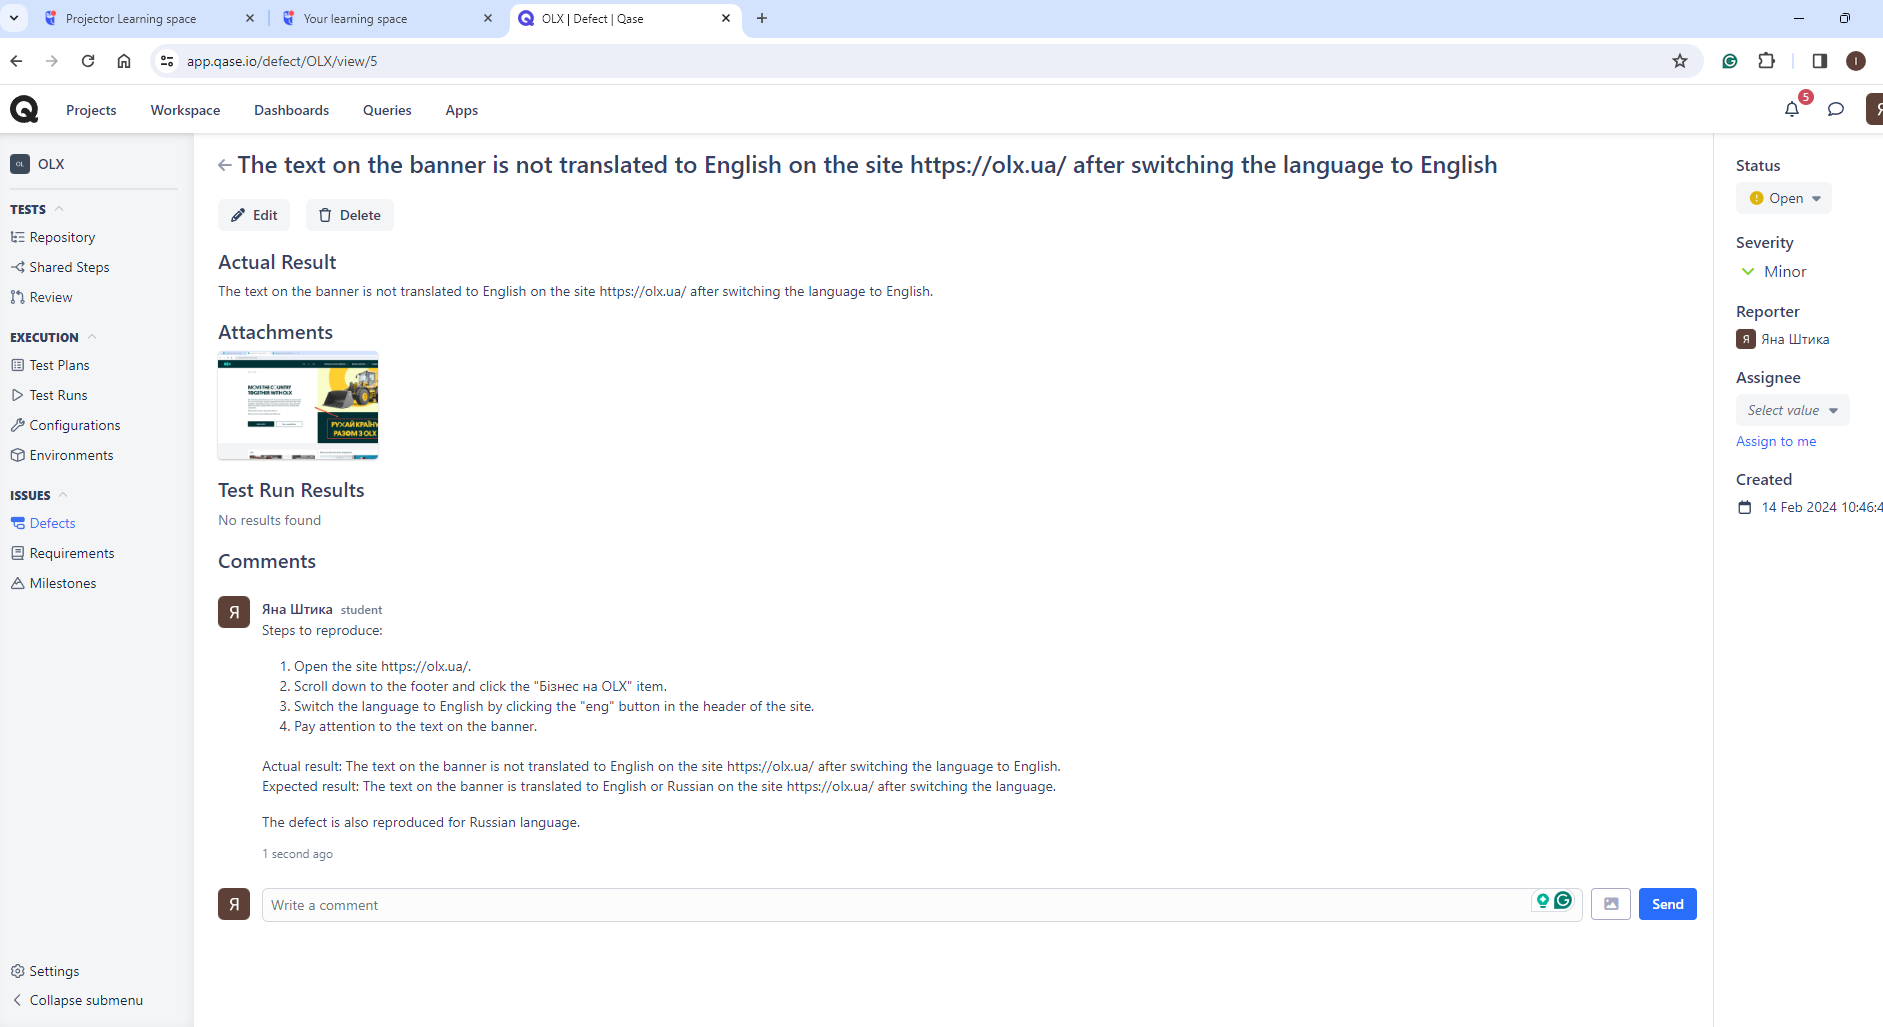 Projector Learning space
Your learning space
OLX | Defect | Qase
app.qase.io/defect/OLX/view/5
I
Projects
Workspace
Dashboards
Queries
Apps
5
Я
OL
OLX
TESTS
Repository
Shared Steps
Review
EXECUTION
Test Plans
Test Runs
Configurations
Environments
ISSUES
Defects
Requirements
Milestones
Settings
Collapse submenu
The text on the banner is not translated to English on the site https://olx.ua/ after switching the language to English
Edit
Delete
Actual Result
The text on the banner is not translated to English on the site https://olx.ua/ after switching the language to English.
Attachments
MOVE THE COUNTRY
TOGETHER WITH OLX
РУХАЙ КРАЇНУ
РАЗОМ З OLX
Test Run Results
No results found
Comments
Я
Яна Штика student
Steps to reproduce:
1. Open the site https://olx.ua/.
2. Scroll down to the footer and click the "Бізнес на OLX" item.
3. Switch the language to English by clicking the "eng" button in the header of the site.
4. Pay attention to the text on the banner.
Actual result: The text on the banner is not translated to English on the site https://olx.ua/ after switching the language to English.
Expected result: The text on the banner is translated to English or Russian on the site https://olx.ua/ after switching the language.
The defect is also reproduced for Russian language.
1 second ago
Я
Write a comment
Send
Status
Open
Severity
Minor
Reporter
Я Яна Штика
Assignee
Select value
Assign to me
Created
14 Feb 2024 10:46:4